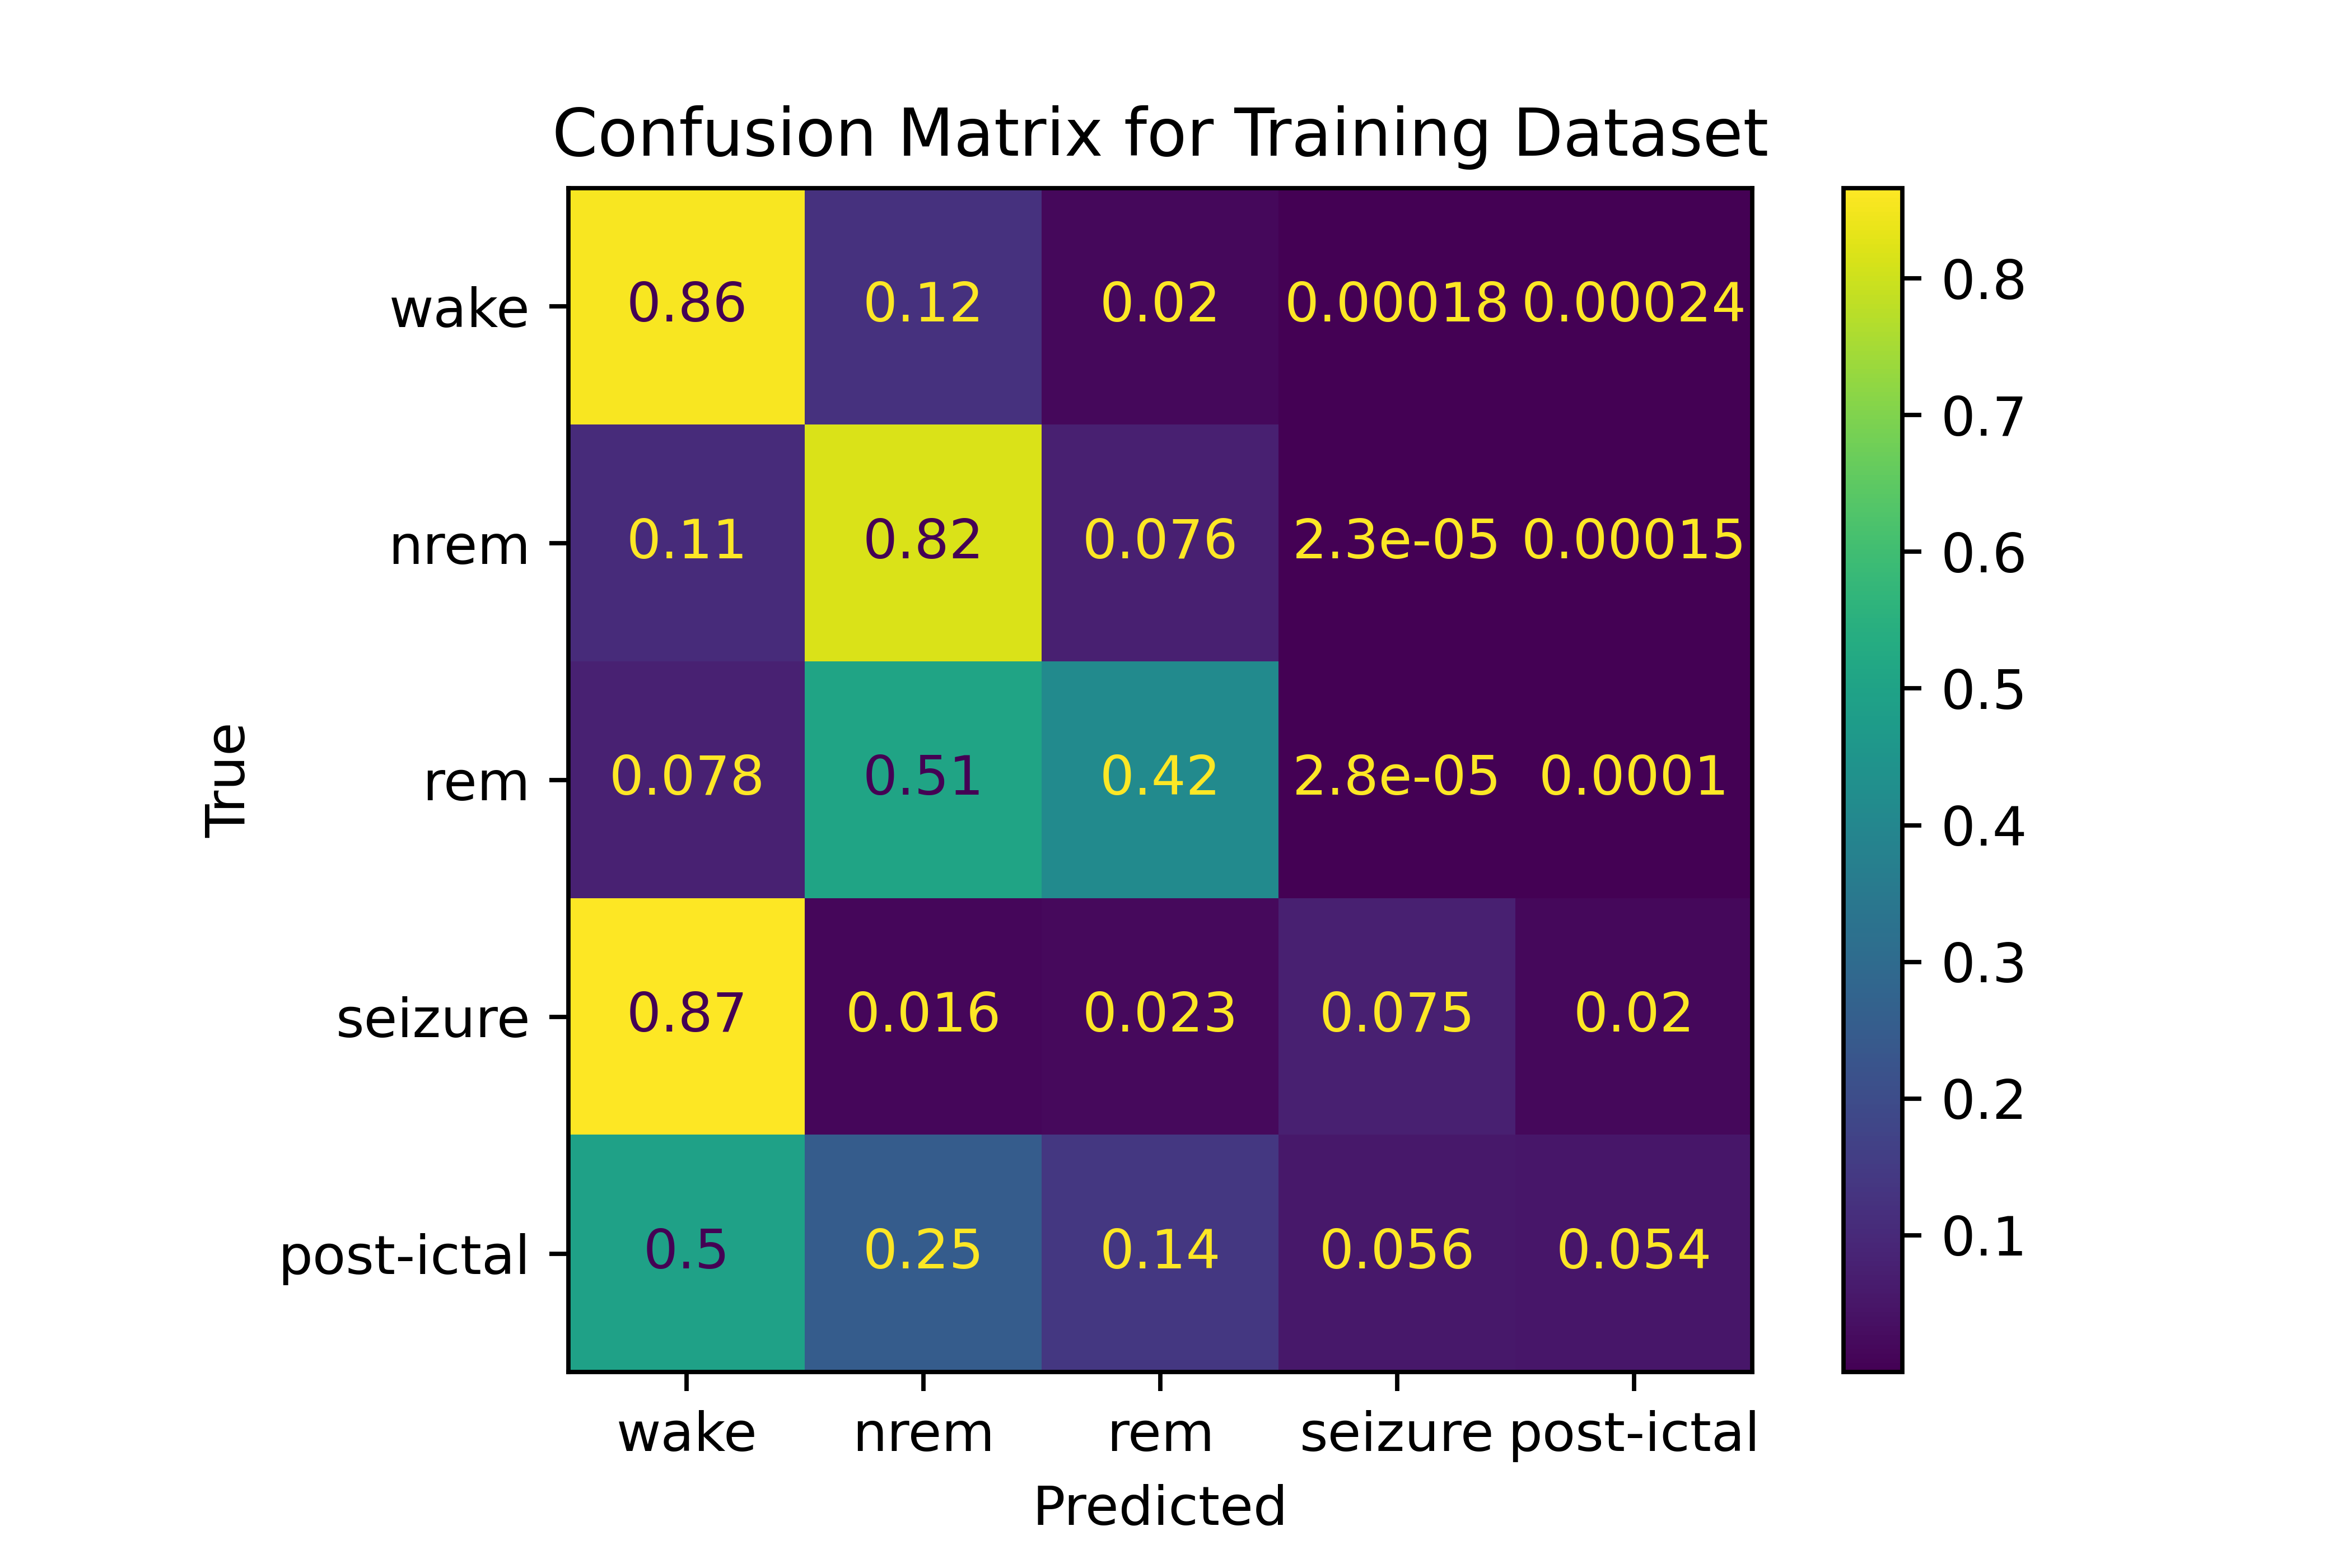 Confusion Matrix for Training Dataset
wake 0.86 0.12 0.02 0.00018 0.00024
nrem 0.11 0.82 0.076 2.3e-05 0.00015
rem 0.078 0.51 0.42 2.8e-05 0.0001
seizure 0.87 0.016 0.023 0.075 0.02
post-ictal 0.5 0.25 0.14 0.056 0.054
wake nrem rem seizure post-ictal
Predicted
True
0.8
0.7
0.6
0.5
0.4
0.3
0.2
0.1